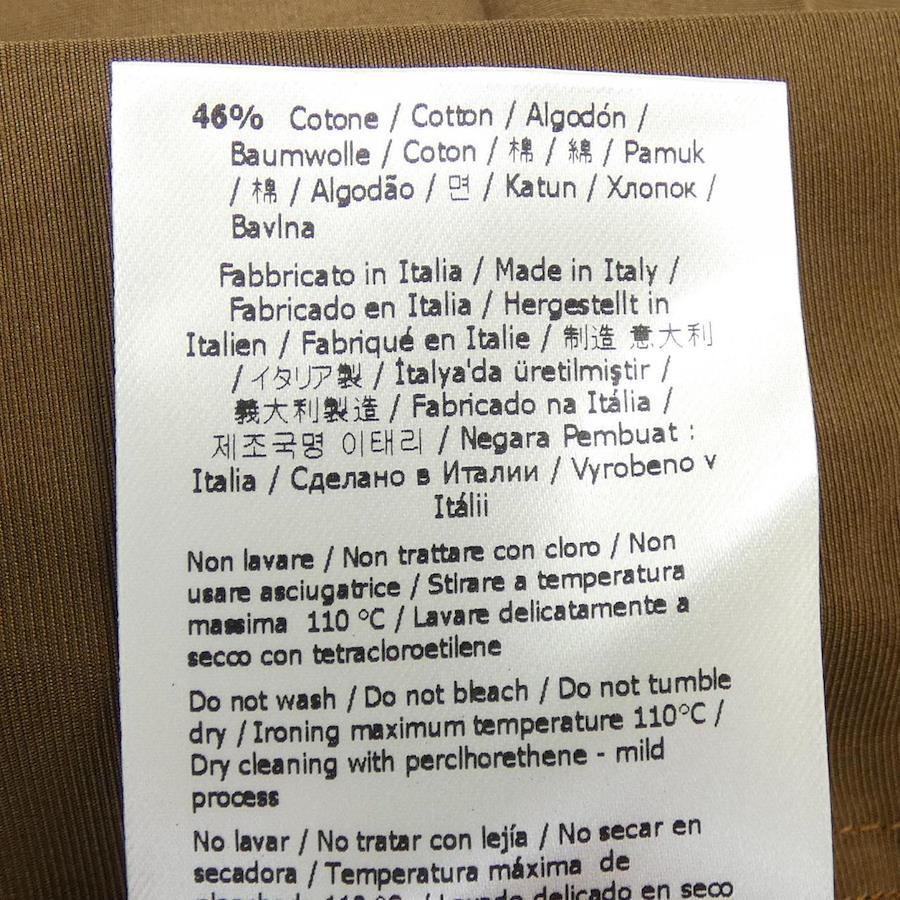 46% Cotone / Cotton / Algodón /
Baumwolle / Coton / 棉 / 綿 / Pamuk
/ 棉 / Algodão / 면 / Katun / Хлопок /
Bavlna
Fabbricato in Italia / Made in Italy /
Fabricado en Italia / Hergestellt in
Italien / Fabriqué en Italie / 制造 意大利
/ イタリア製 / İtalya'da üretilmiştir /
義大利製造 / Fabricado na Itália /
제조국명 이태리 / Negara Pembuat :
Italia / Сделано в Италии / Vyrobeno v
Itálii
Non lavare / Non trattare con cloro / Non
usare asciugatrice / Stirare a temperatura
massima 110 °C / Lavare delicatamente a
secco con tetracloroetilene
Do not wash / Do not bleach / Do not tumble
dry / Ironing maximum temperature 110°C /
Dry cleaning with perclhorethene - mild
process
No lavar / No tratar con lejía / No secar en
secadora / Temperatura máxima de
110 °C / Lavado delicado en seco